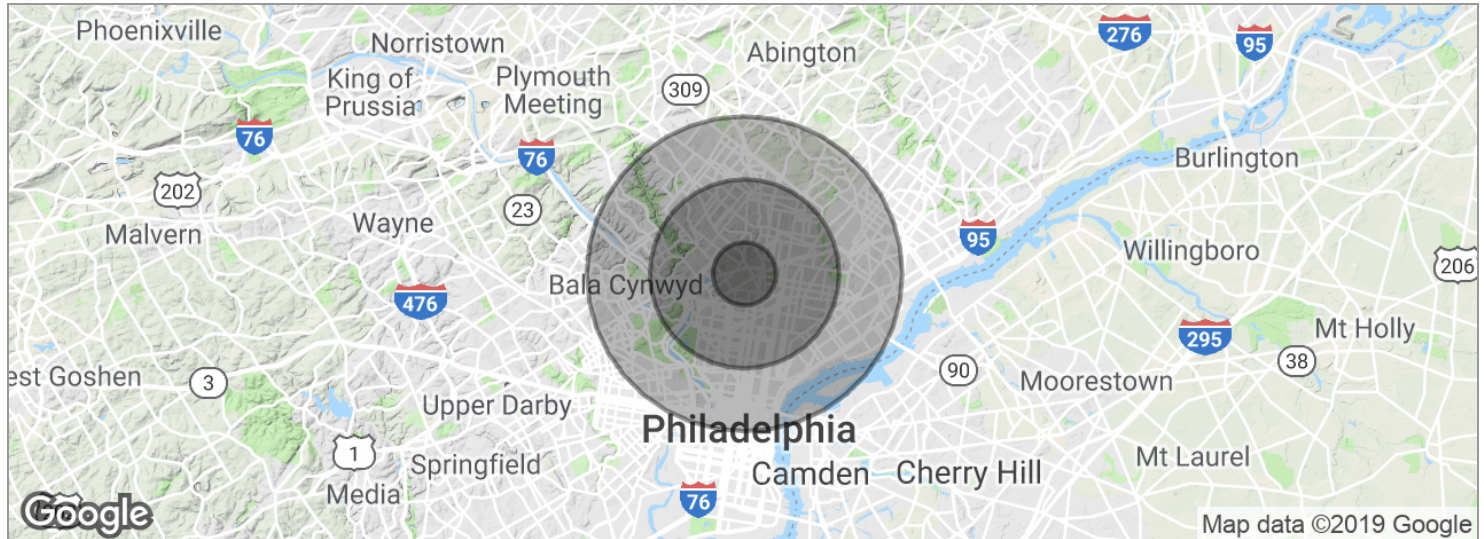 Phoenixville
Norristown
Abington
276
95
King of
Prussia
Plymouth
Meeting
309
76
76
202
Burlington
Malvern
Wayne
23
95
Willingboro
206
Bala Cynwyd
476
295
Mt Holly
est Goshen
3
90
38
Moorestown
Upper Darby
Philadelphia
1
Springfield
Mt Laurel
Camden
Cherry Hill
Media
76
Google
Map data ©2019 Google